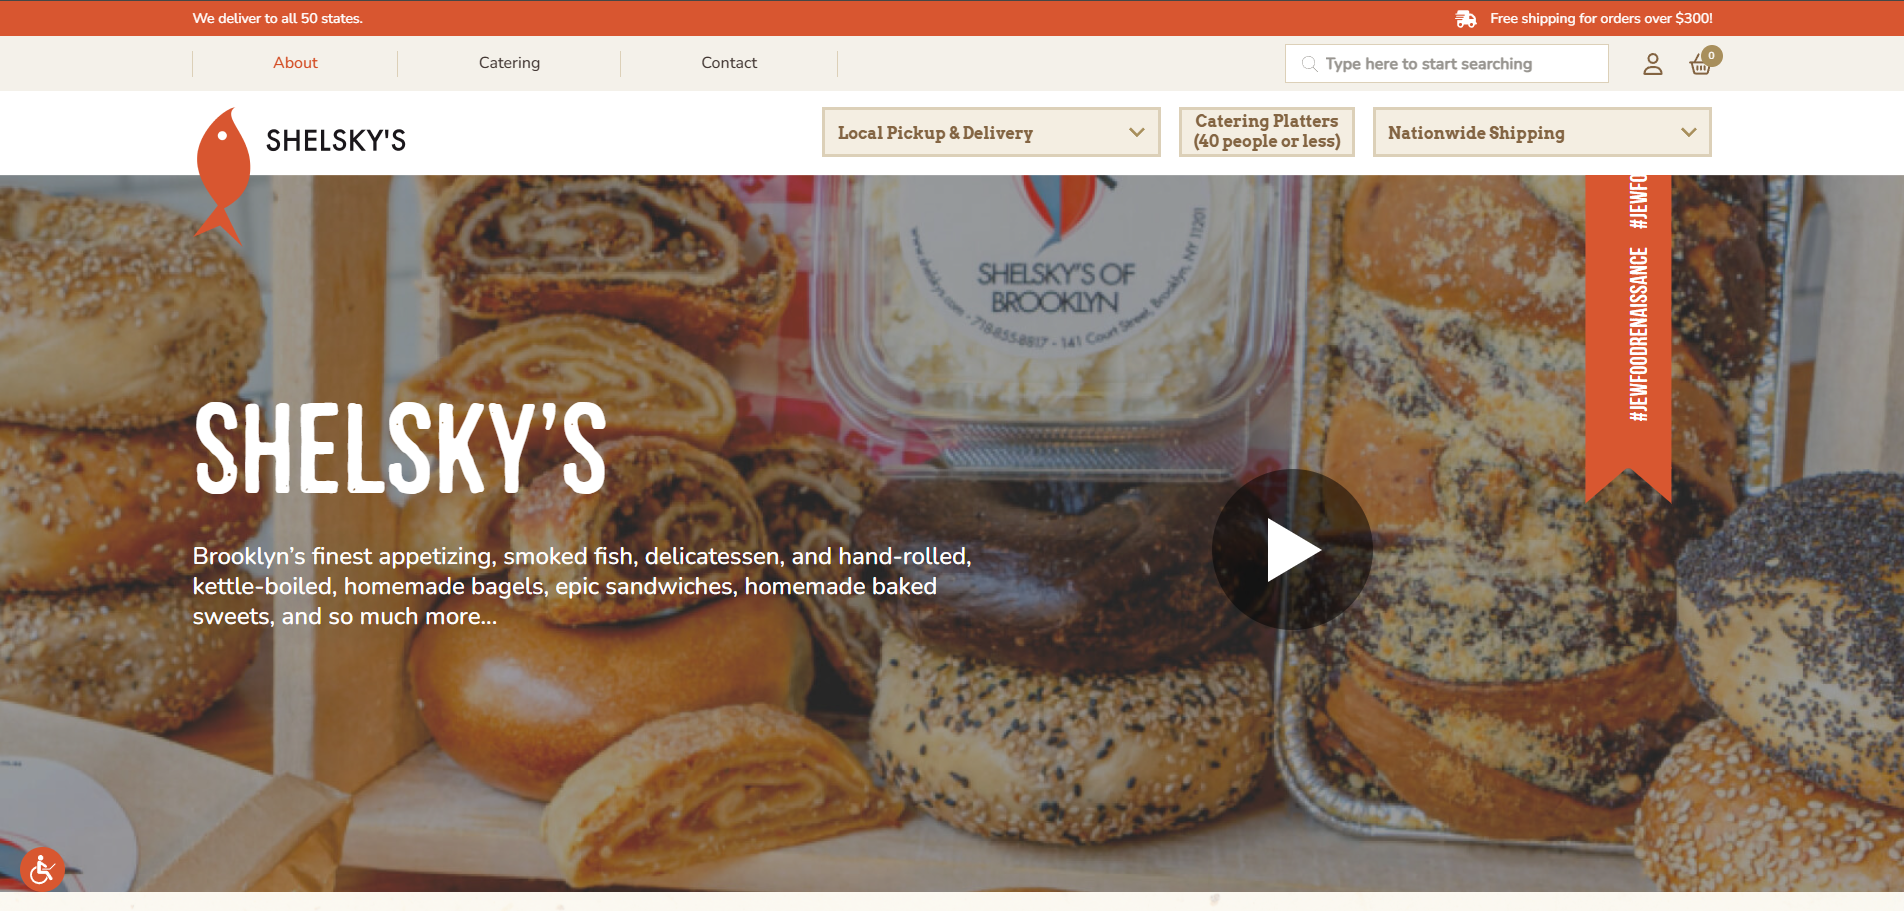 We deliver to all 50 states.
Free shipping for orders over $300!
About
Catering
Contact
Type here to start searching
0
SHELSKY'S
Local Pickup & Delivery
Catering Platters
(40 people or less)
Nationwide Shipping
SHELSKY'S OF
BROOKLYN
www.shelskys.com - 718-855-8817 - 141 Court Street, Brooklyn, NY 11201
#JEWFO
#JEWFOODRENAISSANCE
SHELSKY'S
Brooklyn's finest appetizing, smoked fish, delicatessen, and hand-rolled,
kettle-boiled, homemade bagels, epic sandwiches, homemade baked
sweets, and so much more...